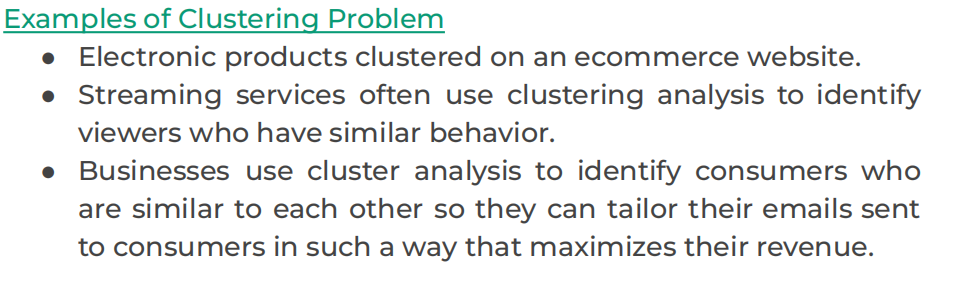 Examples of Clustering Problem
● Electronic products clustered on an ecommerce website.
● Streaming services often use clustering analysis to identify
viewers who have similar behavior.
● Businesses use cluster analysis to identify consumers who
are similar to each other so they can tailor their emails sent
to consumers in such a way that maximizes their revenue.